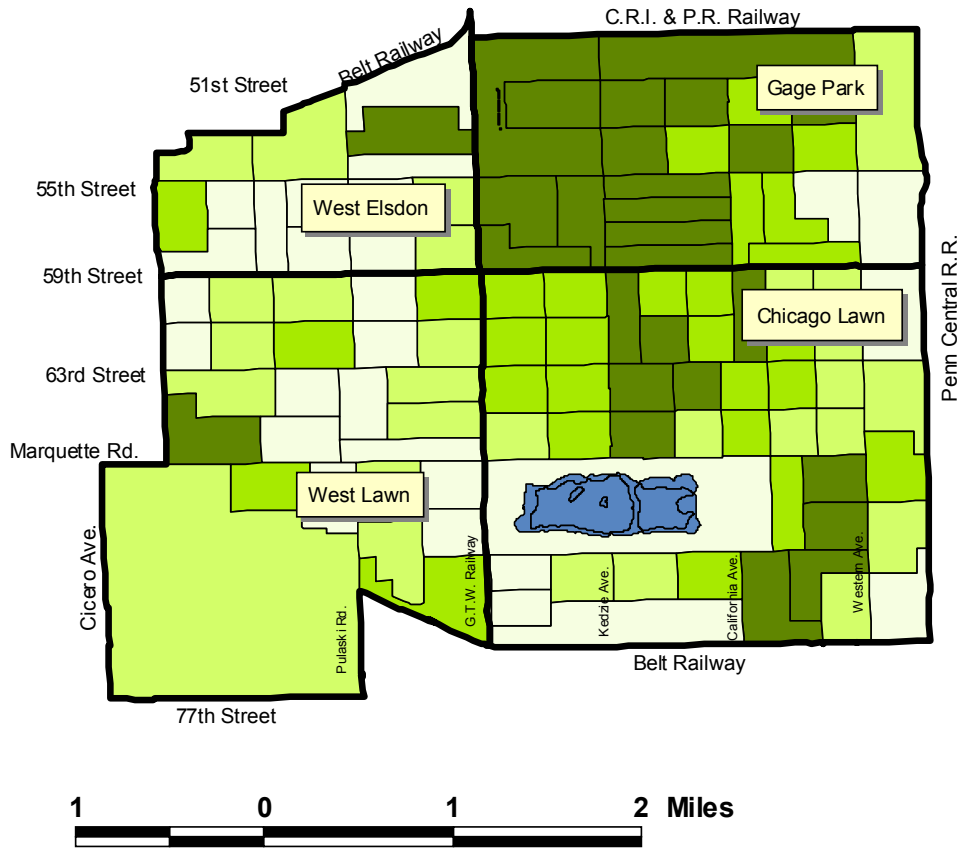 C.R.I. & P.R. Railway
Belt Railway
51st Street
Gage Park
55th Street
West Elsdon
59th Street
Penn Central R.R.
Chicago Lawn
63rd Street
Marquette Rd.
West Lawn
Cicero Ave.
Pulaski Rd.
G.T.W. Railway
Kedzie Ave.
California Ave.
Western Ave.
Belt Railway
77th Street
1 0 1 2 Miles